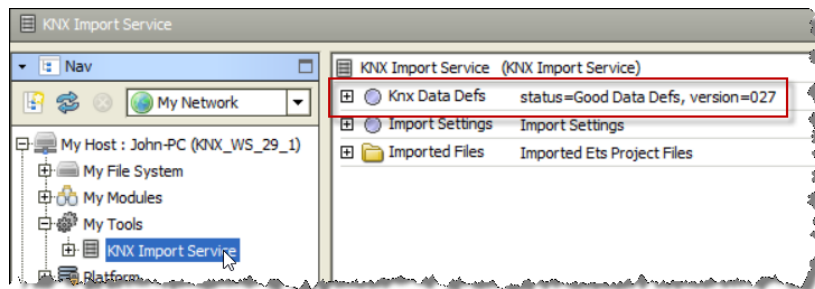 KNX Import Service
Nav
My Network
My Host : John-PC (KNX_WS_29_1)
My File System
My Modules
My Tools
KNX Import Service
Platform
KNX Import Service (KNX Import Service)
Knx Data Defs status=Good Data Defs, version=027
Import Settings Import Settings
Imported Files Imported Ets Project Files